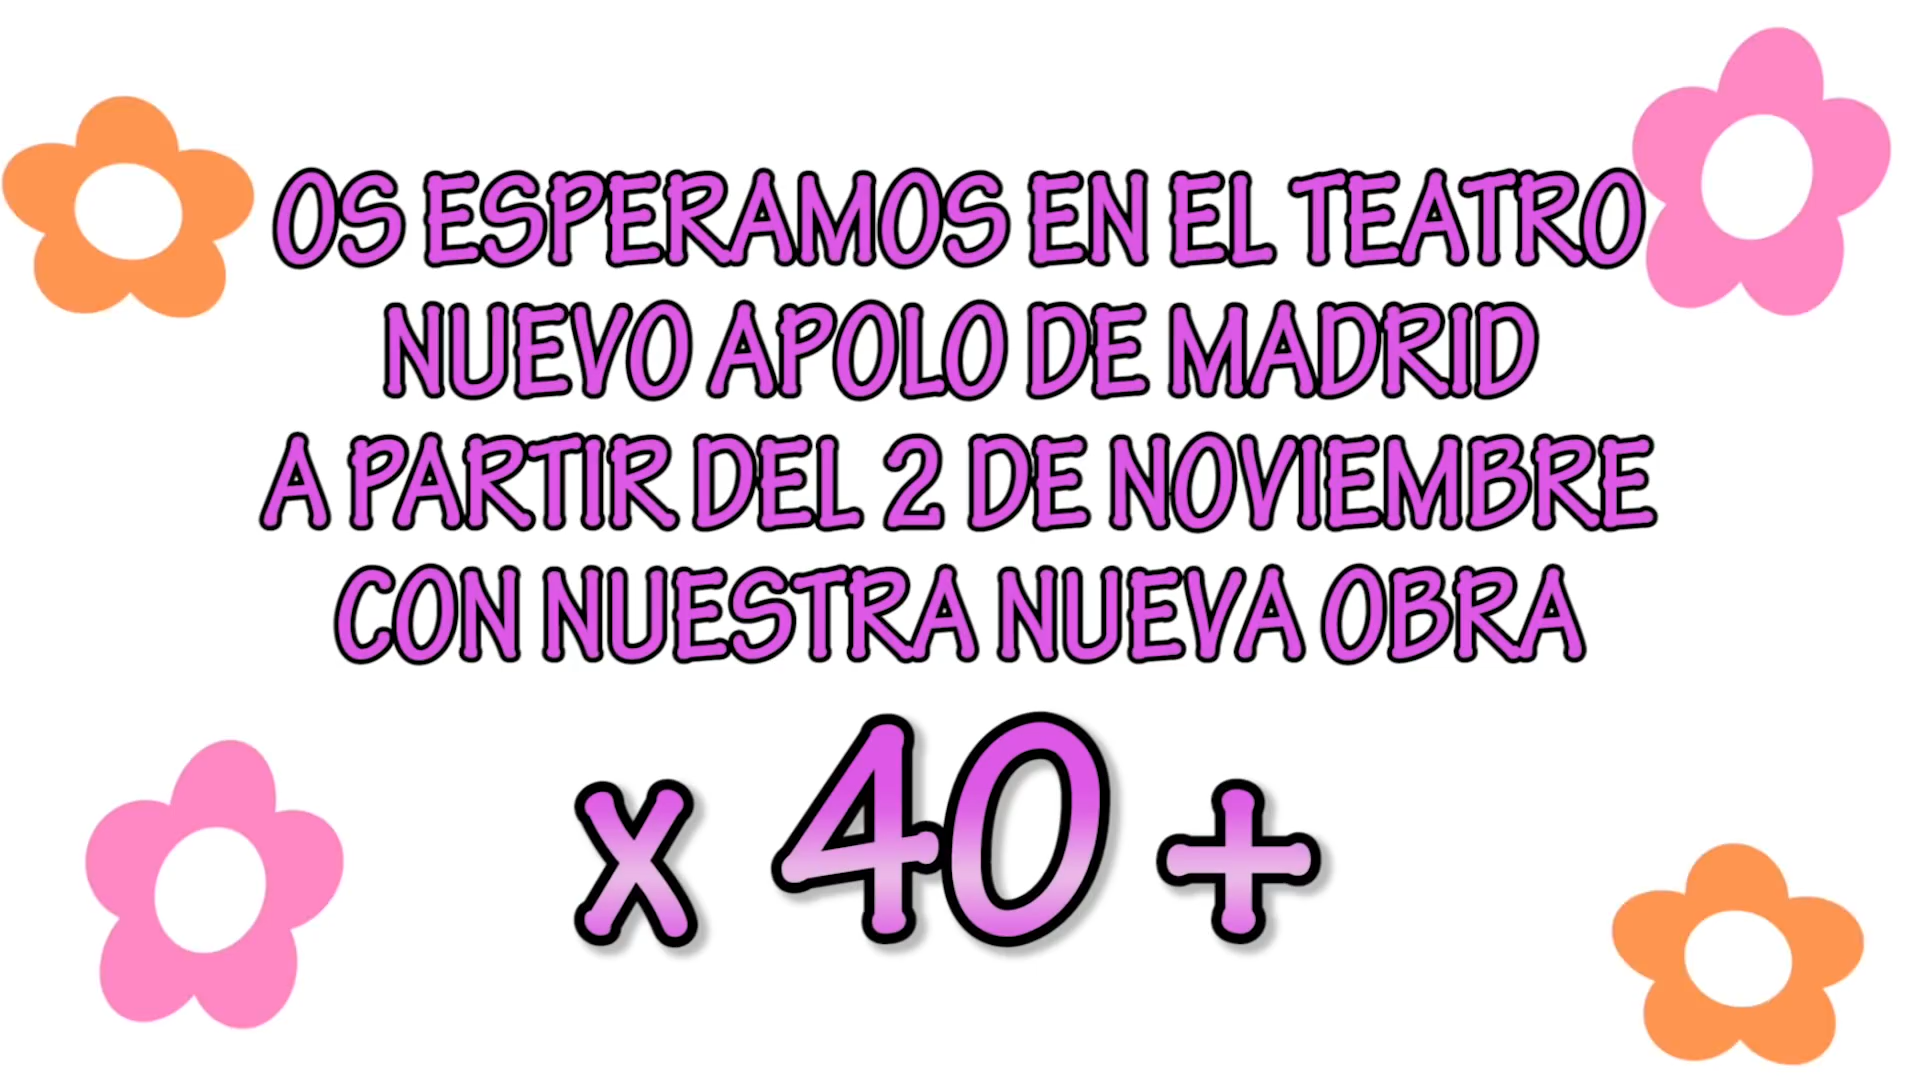 OS ESPERAMOS EN EL TEATRO
NUEVO APOLO DE MADRID
A PARTIR DEL 2 DE NOVIEMBRE
CON NUESTRA NUEVA OBRA
x 40 +